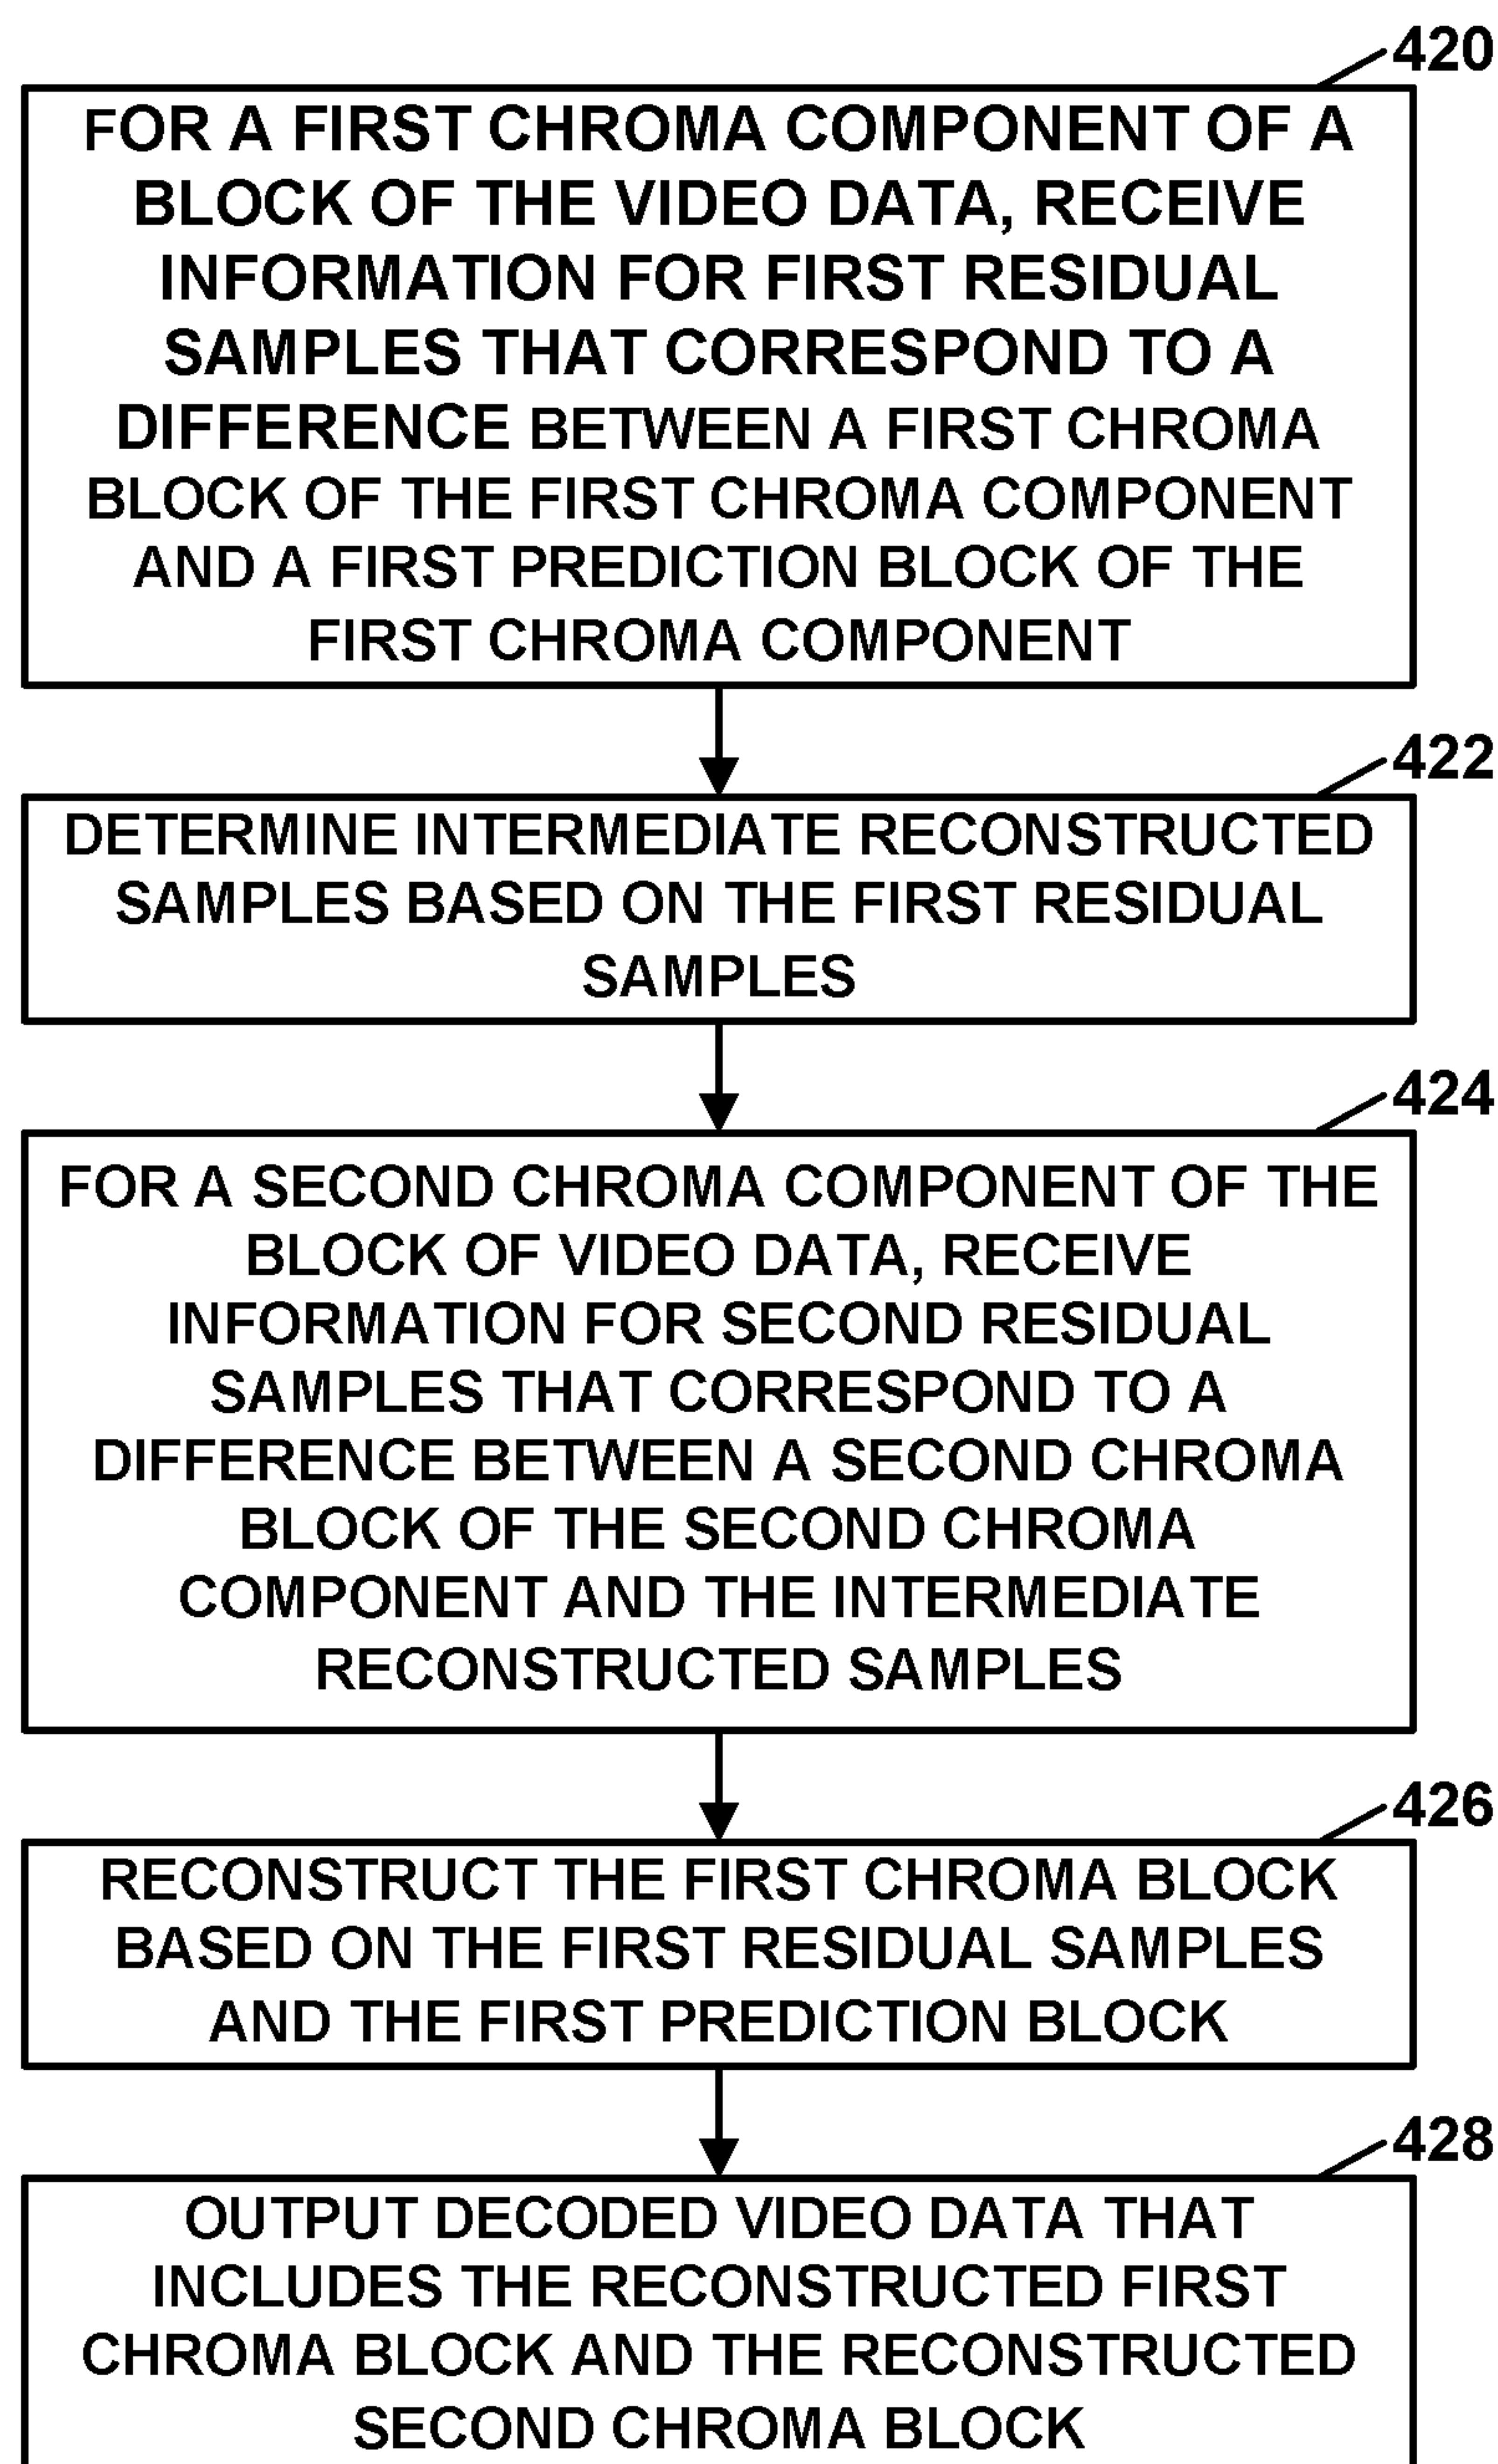 420
FOR A FIRST CHROMA COMPONENT OF A
BLOCK OF THE VIDEO DATA, RECEIVE
INFORMATION FOR FIRST RESIDUAL
SAMPLES THAT CORRESPOND TO A
DIFFERENCE BETWEEN A FIRST CHROMA
BLOCK OF THE FIRST CHROMA COMPONENT
AND A FIRST PREDICTION BLOCK OF THE
FIRST CHROMA COMPONENT
422
DETERMINE INTERMEDIATE RECONSTRUCTED
SAMPLES BASED ON THE FIRST RESIDUAL
SAMPLES
424
FOR A SECOND CHROMA COMPONENT OF THE
BLOCK OF VIDEO DATA, RECEIVE
INFORMATION FOR SECOND RESIDUAL
SAMPLES THAT CORRESPOND TO A
DIFFERENCE BETWEEN A SECOND CHROMA
BLOCK OF THE SECOND CHROMA
COMPONENT AND THE INTERMEDIATE
RECONSTRUCTED SAMPLES
426
RECONSTRUCT THE FIRST CHROMA BLOCK
BASED ON THE FIRST RESIDUAL SAMPLES
AND THE FIRST PREDICTION BLOCK
428
OUTPUT DECODED VIDEO DATA THAT
INCLUDES THE RECONSTRUCTED FIRST
CHROMA BLOCK AND THE RECONSTRUCTED
SECOND CHROMA BLOCK